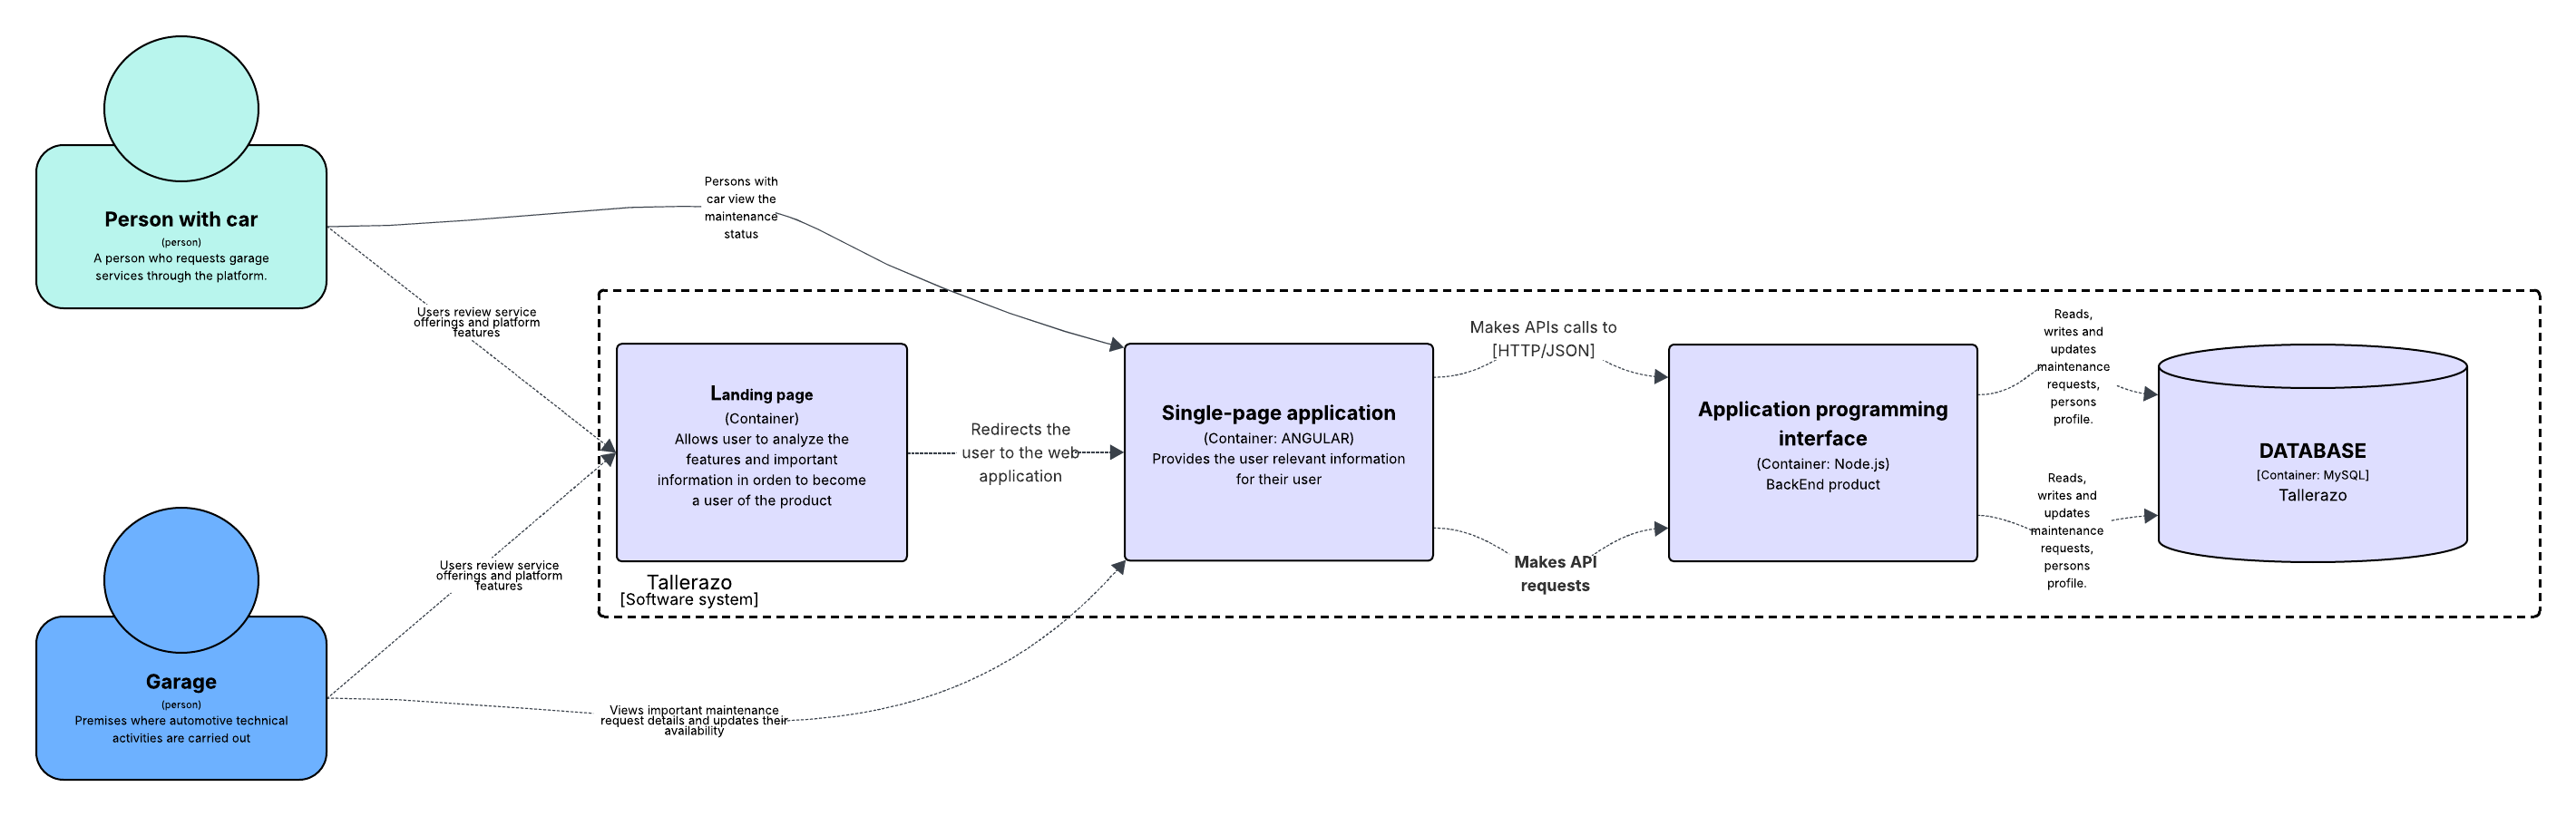 Person with car
(person)
A person who requests garage
services through the platform.
Persons with
car view the
maintenance
status
Users review service
offerings and platform
features
Landing page
(Container)
Allows user to analyze the
features and important
information in orden to become
a user of the product
Tallerazo
[Software system]
Redirects the
user to the web
application
Single-page application
(Container: ANGULAR)
Provides the user relevant information
for their user
Makes APIs calls to
[HTTP/JSON]
Makes API
requests
Application programming
interface
(Container: Node.js)
BackEnd product
Reads,
writes and
updates
maintenance
requests,
persons
profile.
Reads,
writes and
updates
maintenance
requests,
persons
profile.
DATABASE
[Container: MySQL]
Tallerazo
Users review service
offerings and platform
features
Garage
(person)
Premises where automotive technical
activities are carried out
Views important maintenance
request details and updates their
availability